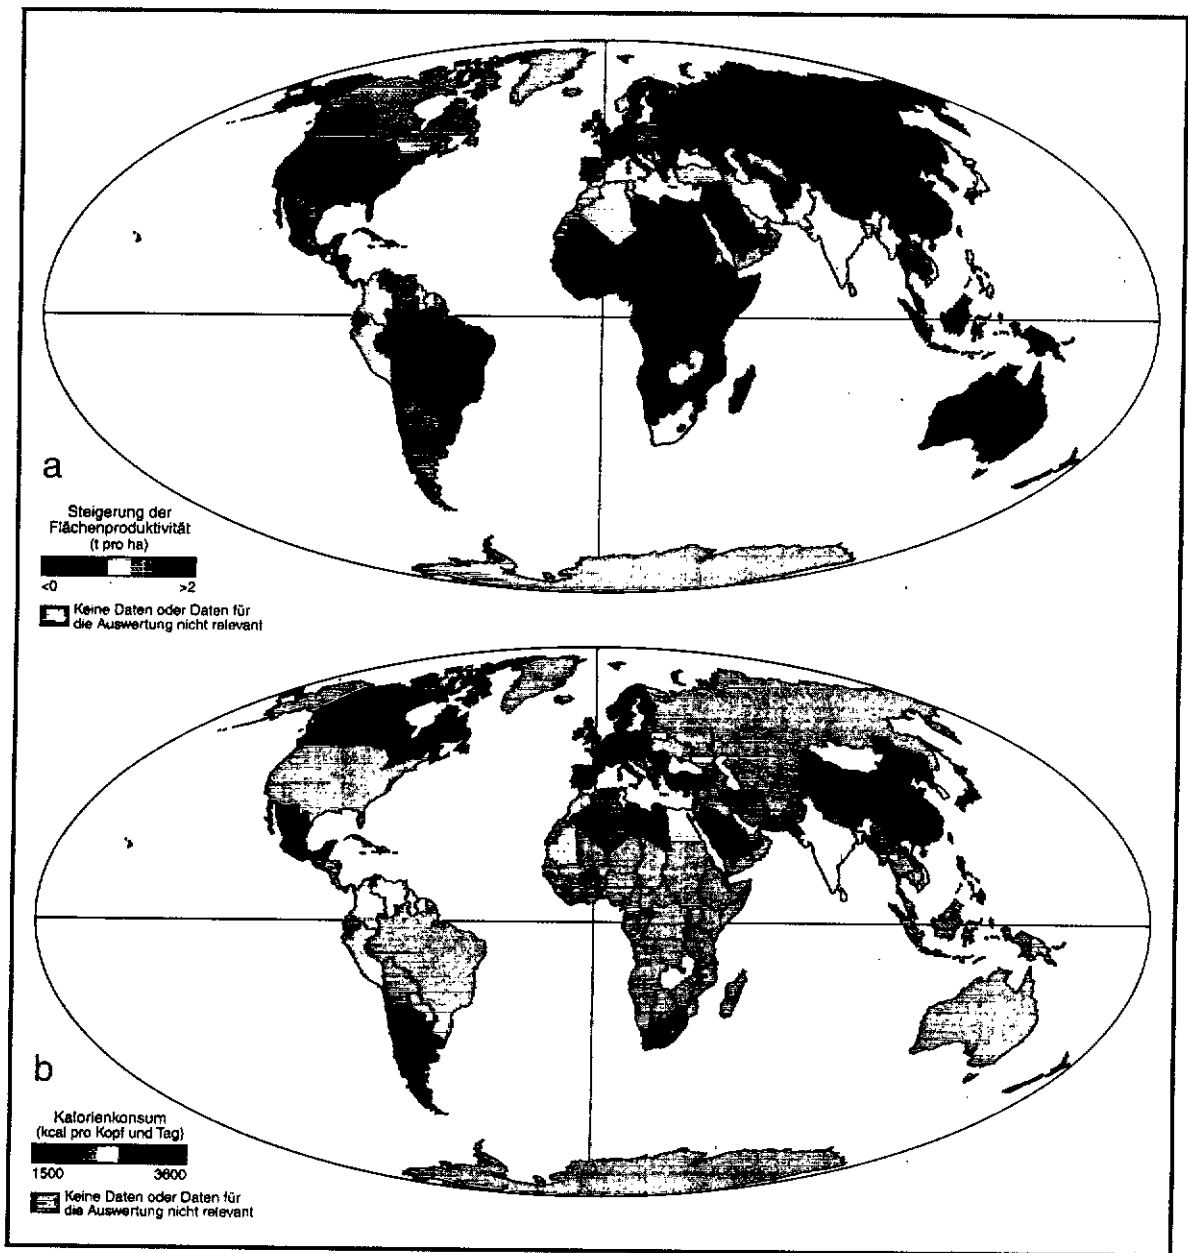 a
Steigerung der
Flächenproduktivität
(t pro ha)
<0 >2
Keine Daten oder Daten für
die Auswertung nicht relevant
b
Kalorienkonsum
(kcal pro Kopf und Tag)
1500 3600
Keine Daten oder Daten für
die Auswertung nicht relevant